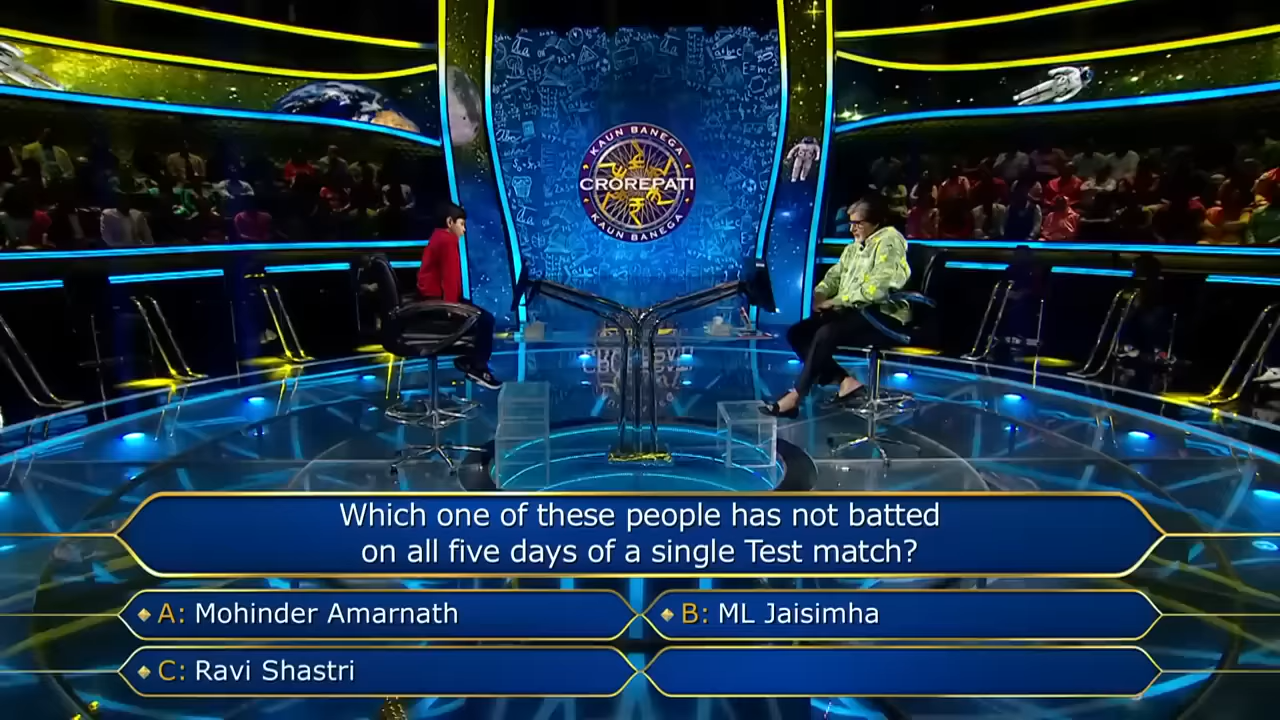 KAUN BANEGA
CROREPATI
KAUN BANEGA
Which one of these people has not batted
on all five days of a single Test match?
A: Mohinder Amarnath
B: ML Jaisimha
C: Ravi Shastri